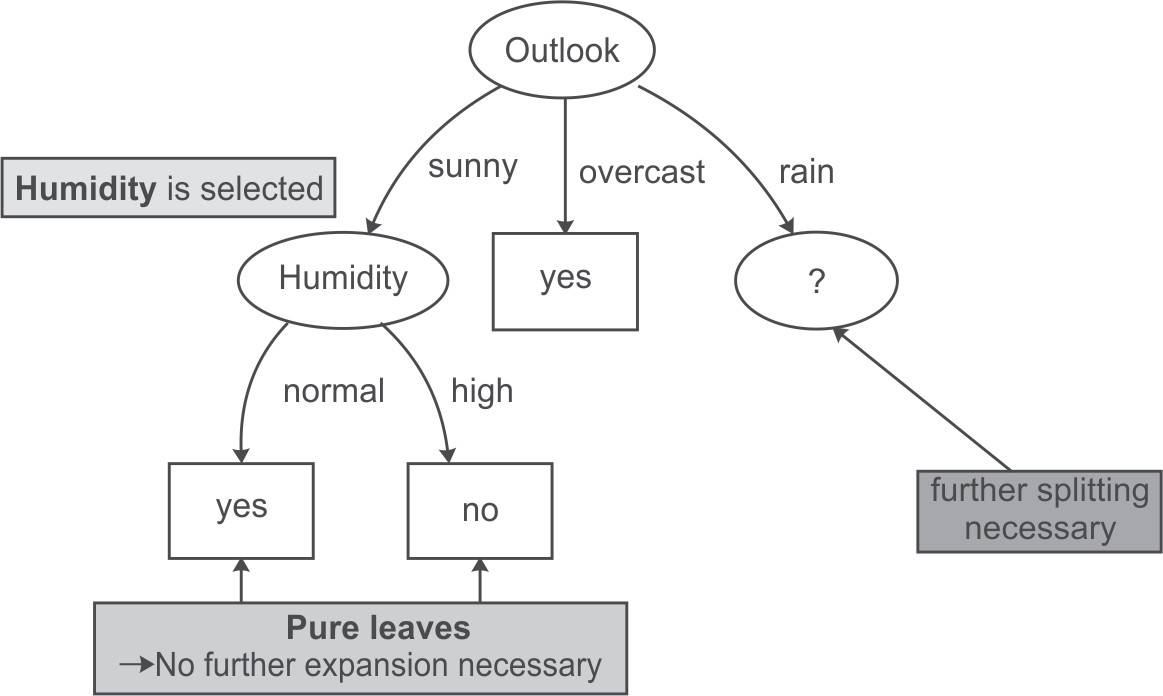 Outlook
sunny
overcast
rain
Humidity is selected
Humidity
yes
?
normal
high
yes
no
further splitting
necessary
Pure leaves
→No further expansion necessary